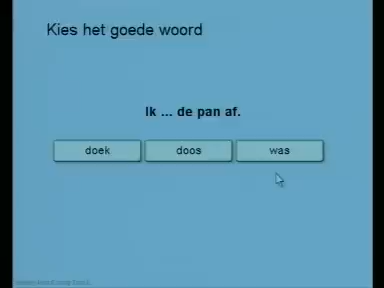 Kies het goede woord
Ik ... de pan af.
doek
doos
was